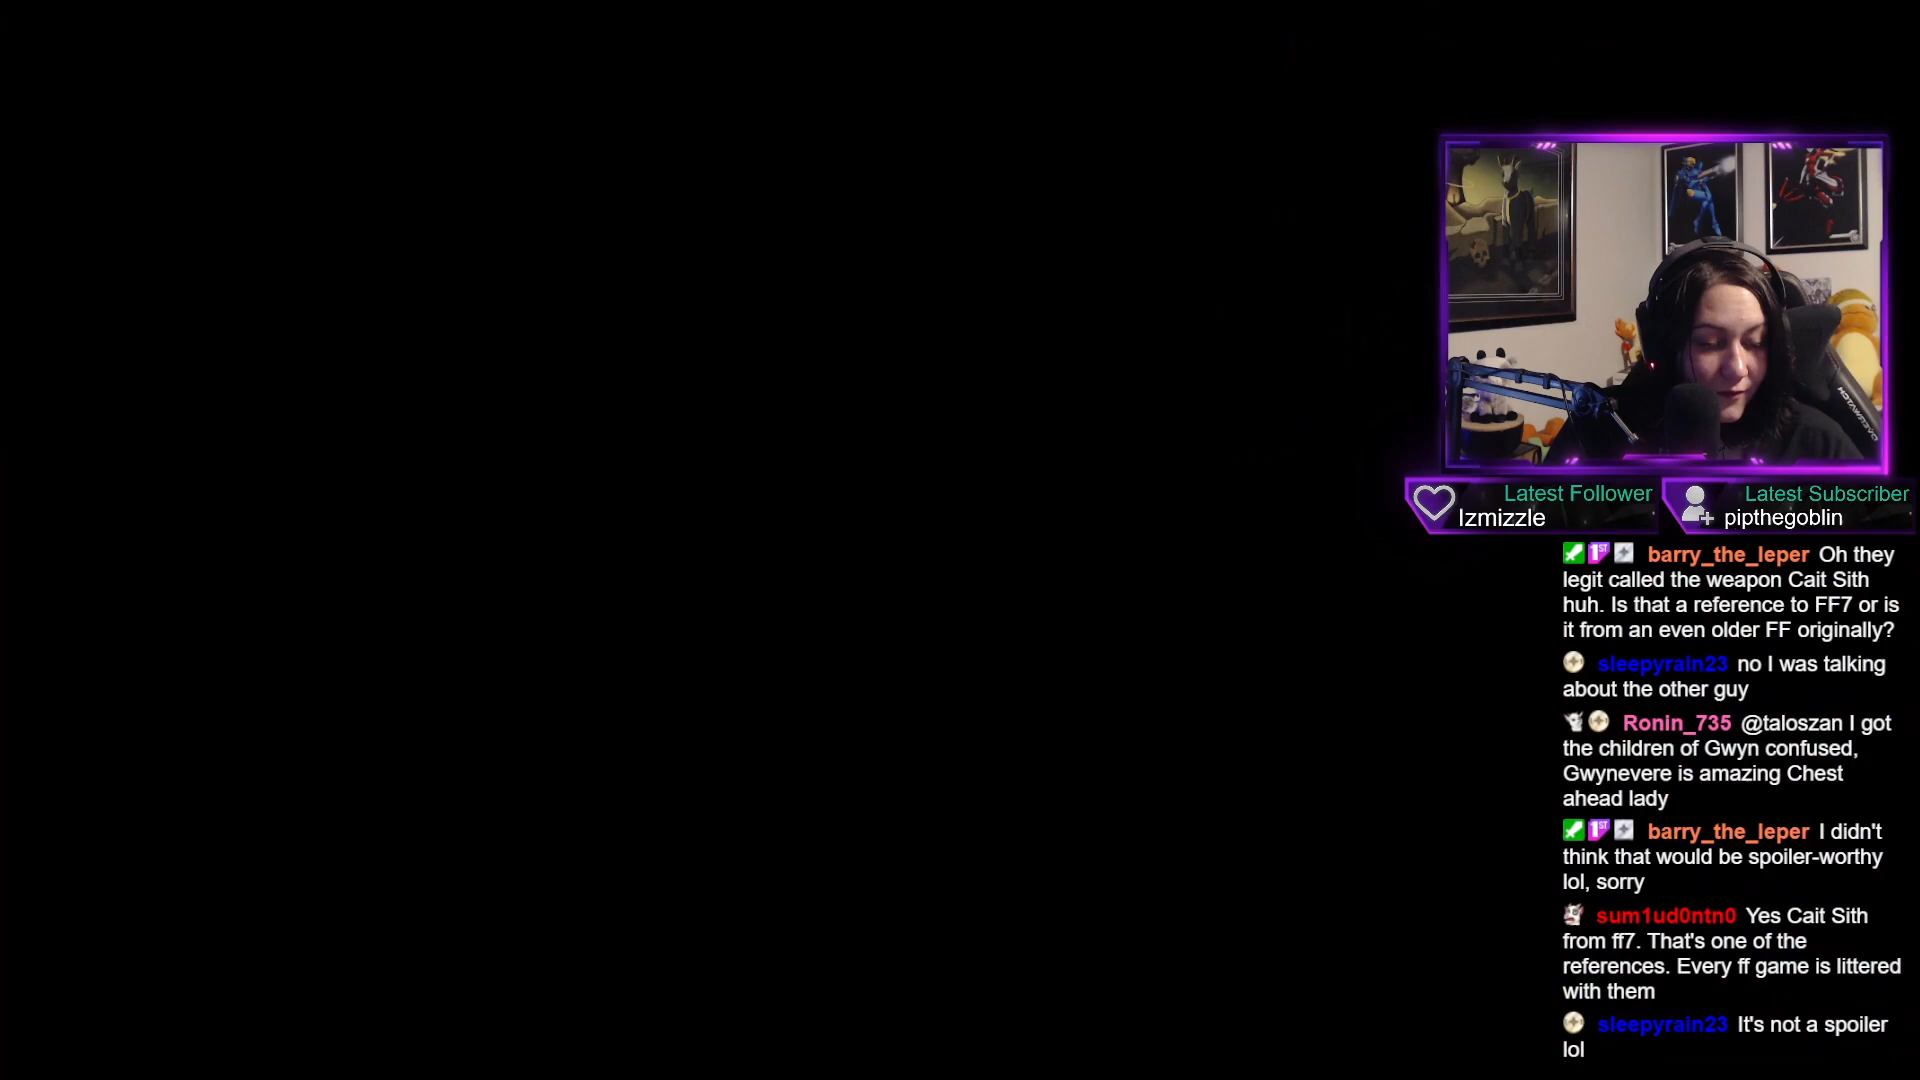 HOTAWREVO
Latest Follower
Latest Subscriber
Izmizzle
pipthegoblin
barry_the_leper Oh they
legit called the weapon Cait Sith
huh. Is that a reference to FF7 or is
it from an even older FF originally?
sleepyrain23 no I was talking
about the other guy
Ronin_735 @taloszan I got
the children of Gwyn confused,
Gwynevere is amazing Chest
ahead lady
1ST barry_the_leper I didn't
think that would be spoiler-worthy
lol, sorry
sum1ud0ntn0 Yes Cait Sith
from ff7. That's one of the
references. Every ff game is littered
with them
sleepyrain23 It's not a spoiler
lol